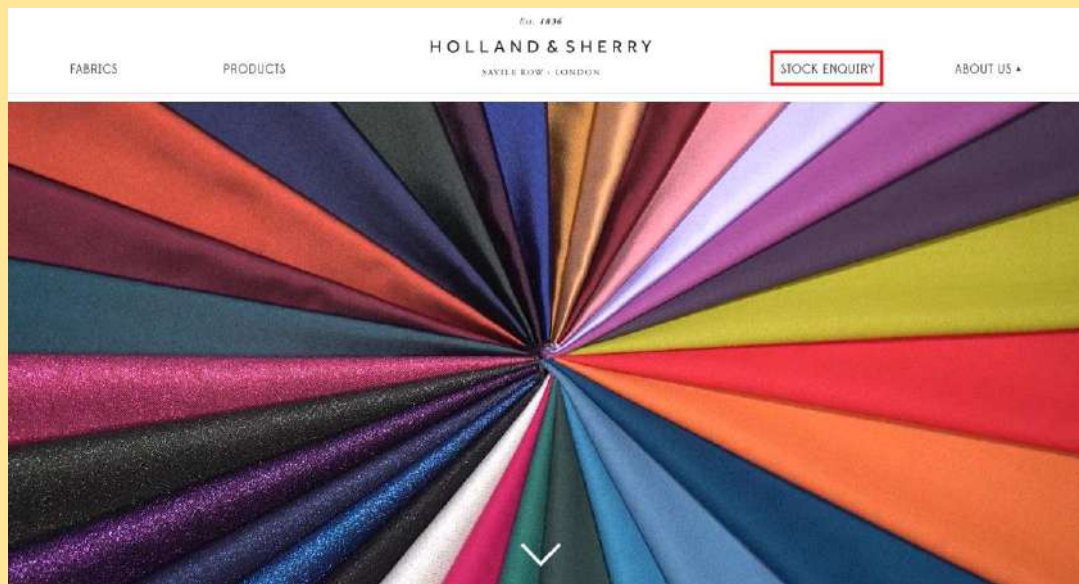 Est. 1836
HOLLAND & SHERRY
SAVILE ROW · LONDON
FABRICS
PRODUCTS
STOCK ENQUIRY
ABOUT US ▲